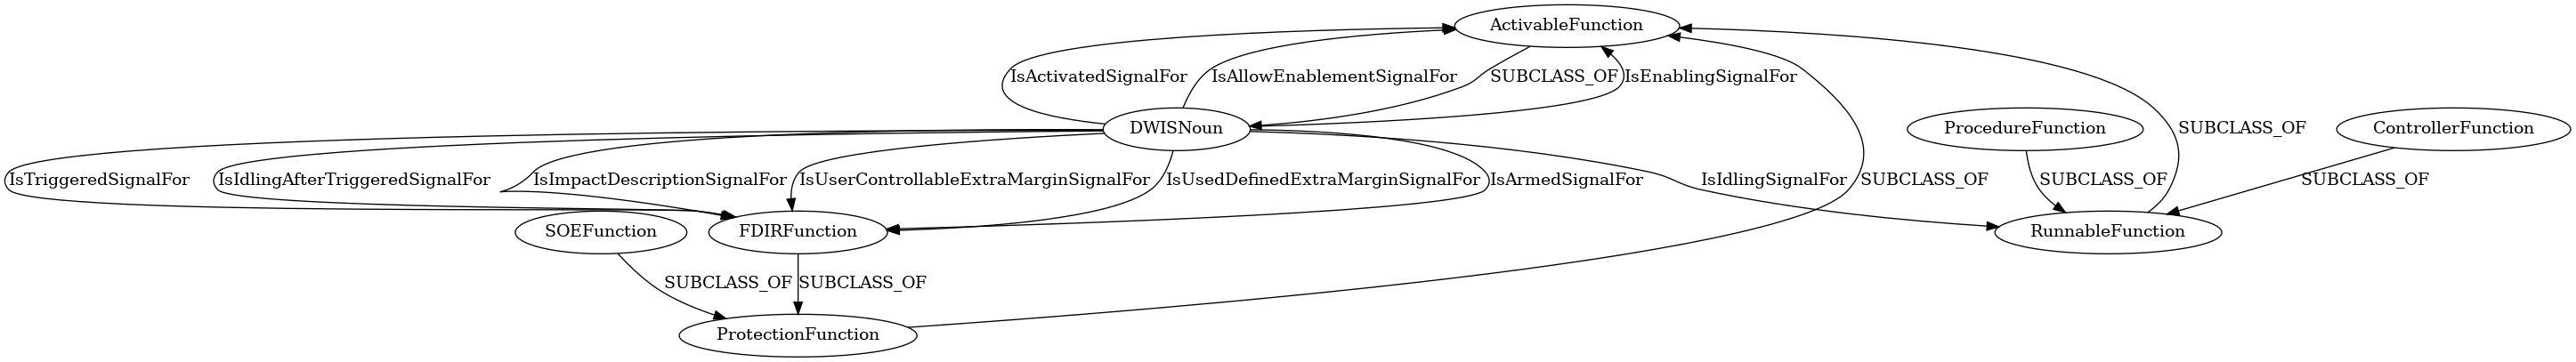 ActivableFunction
IsActivatedSignalFor
IsAllowEnablementSignalFor
SUBCLASS_OF
IsEnablingSignalFor
DWISNoun
ProcedureFunction
SUBCLASS_OF
ControllerFunction
IsTriggeredSignalFor
IsIdlingAfterTriggeredSignalFor
IsImpactDescriptionSignalFor
IsUserControllableExtraMarginSignalFor
IsUsedDefinedExtraMarginSignalFor
IsArmedSignalFor
IsIdlingSignalFor
SUBCLASS_OF
SUBCLASS_OF
SUBCLASS_OF
SOEFunction
FDIRFunction
RunnableFunction
SUBCLASS_OF
SUBCLASS_OF
ProtectionFunction